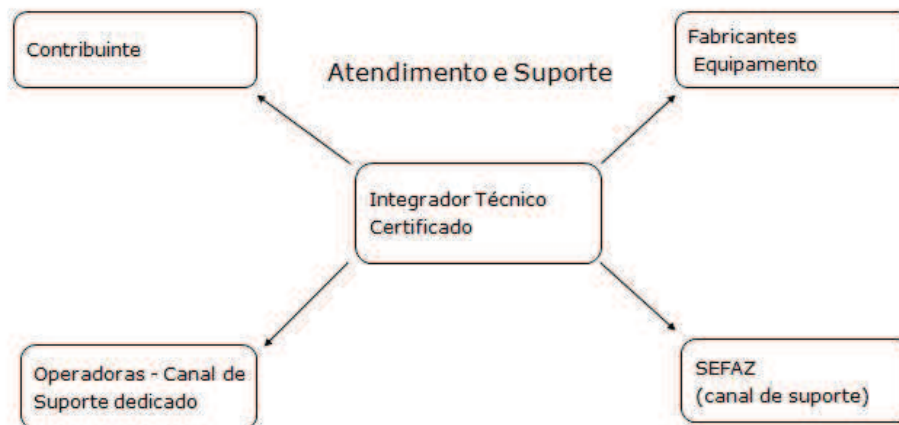 Contribuinte
Atendimento e Suporte
Fabricantes
Equipamento
Integrador Técnico
Certificado
Operadoras - Canal de
Suporte dedicado
SEFAZ
(canal de suporte)